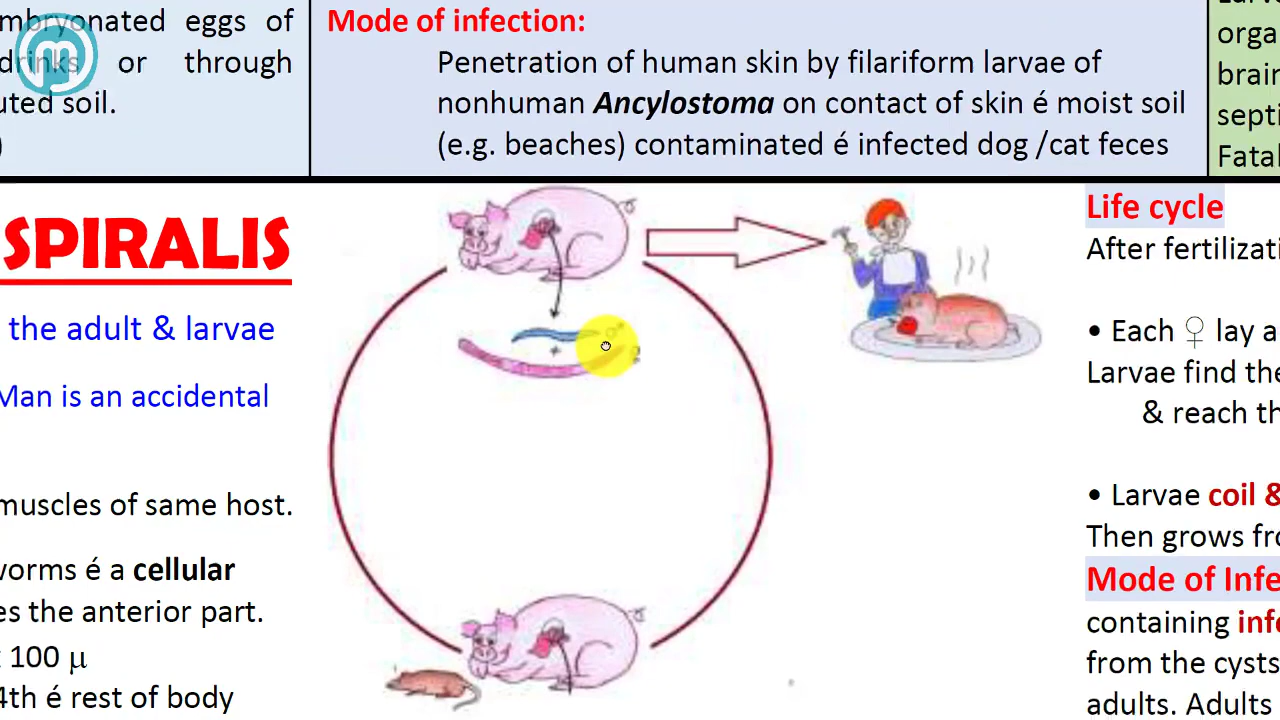 embryonated eggs of
drinks or through
uted soil.
)
Mode of infection:
Penetration of human skin by filariform larvae of
nonhuman Ancylostoma on contact of skin é moist soil
(e.g. beaches) contaminated é infected dog /cat feces
orga
brain
septi
Fatal
SPIRALIS
the adult & larvae
Man is an accidental
muscles of same host.
worms é a cellular
es the anterior part.
100 μ
4th é rest of body
♂
+
Life cycle
After fertilizati
• Each ♀ lay a
Larvae find the
& reach th
• Larvae coil &
Then grows fro
Mode of Infe
containing info
from the cysts
adults. Adults